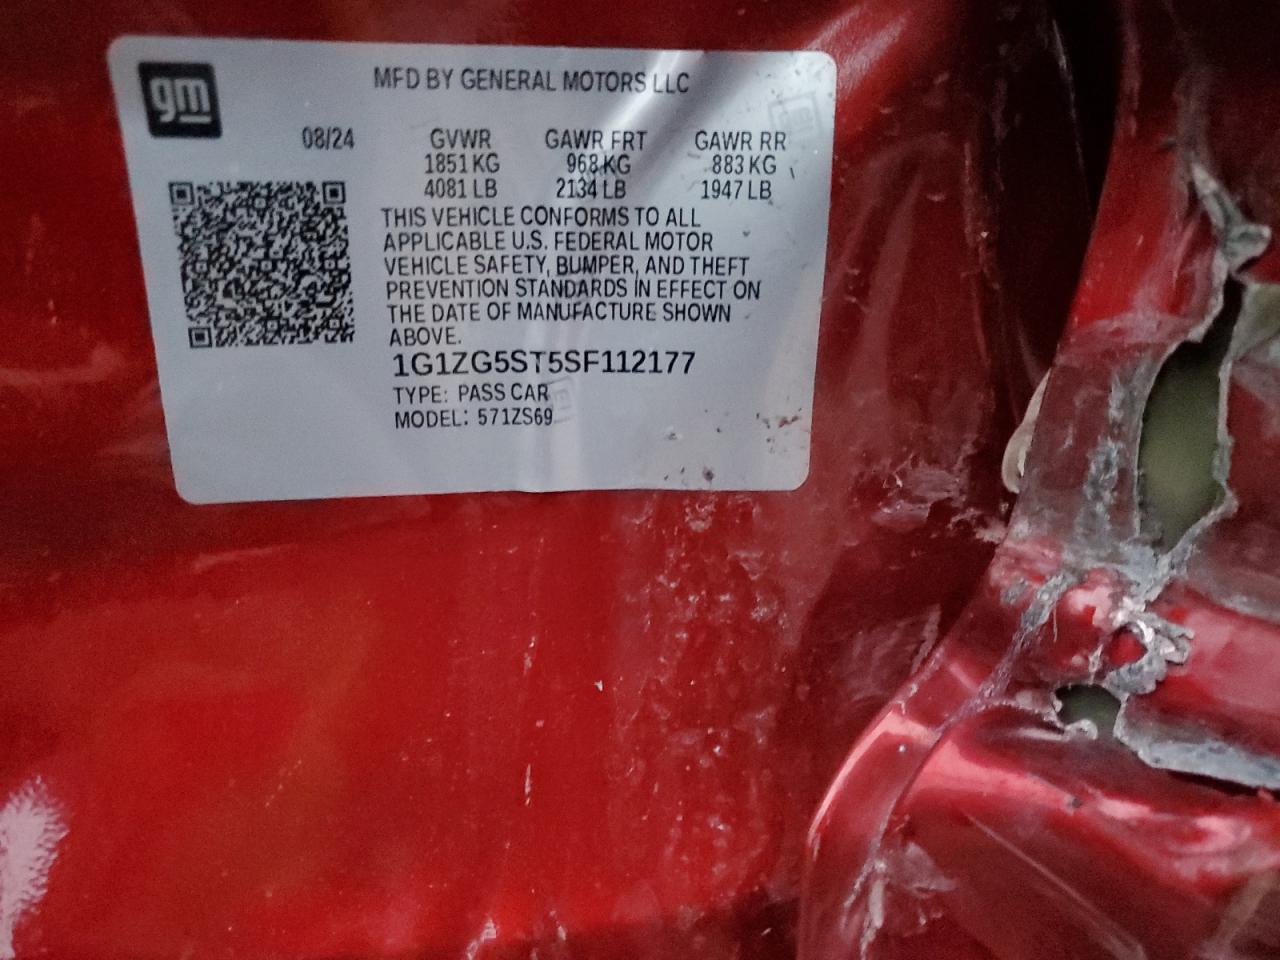 gm
MFD BY GENERAL MOTORS LLC
08/24 GVWR GAWR FRT GAWR RR
1851 KG 968 KG 883 KG
4081 LB 2134 LB 1947 LB
THIS VEHICLE CONFORMS TO ALL
APPLICABLE U.S. FEDERAL MOTOR
VEHICLE SAFETY, BUMPER, AND THEFT
PREVENTION STANDARDS IN EFFECT ON
THE DATE OF MANUFACTURE SHOWN
ABOVE.
1G1ZG5ST5SF112177
TYPE: PASS CAR
MODEL: 571ZS69